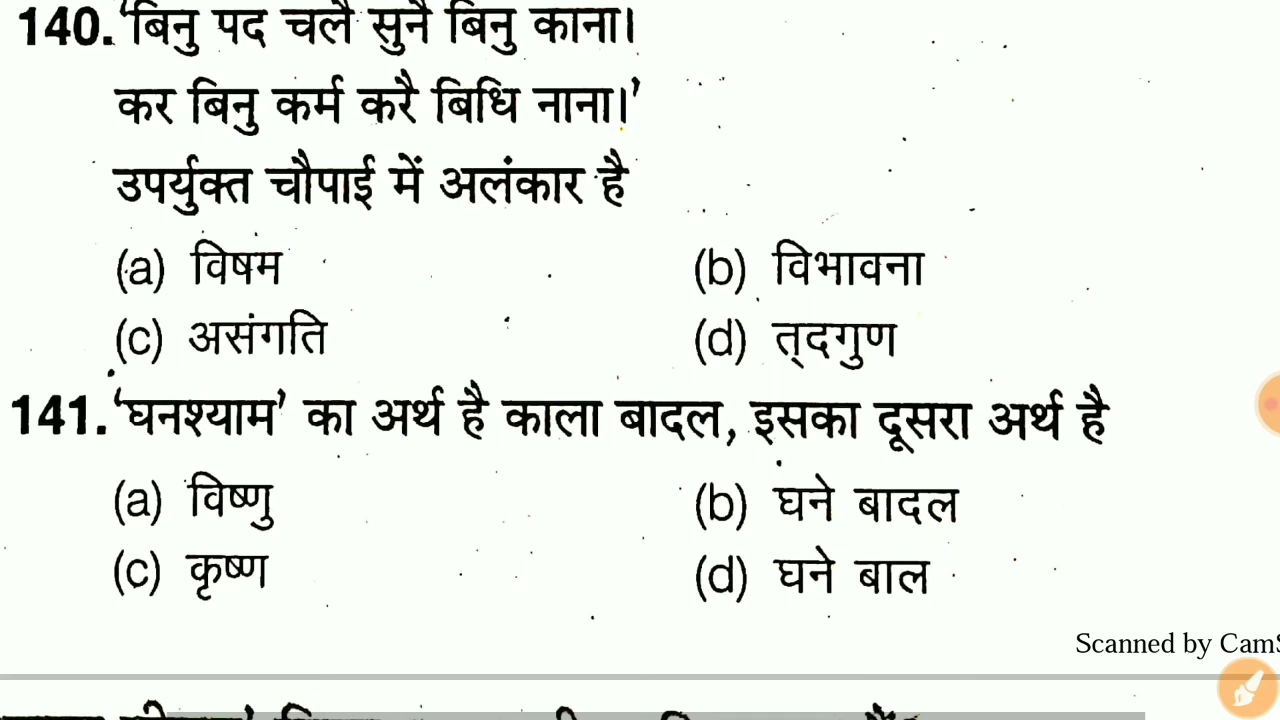 140. ‘बिनु पद चलै सुनै बिनु काना।
कर बिनु कर्म करै बिधि नाना।’
उपर्युक्त चौपाई में अलंकार है
(a) विषम (b) विभावना
(c) असंगति (d) त्दगुण
141. ‘घनश्याम’ का अर्थ है काला बादल, इसका दूसरा अर्थ है
(a) विष्णु (b) घने बादल
(c) कृष्ण (d) घने बाल
Scanned by CamS